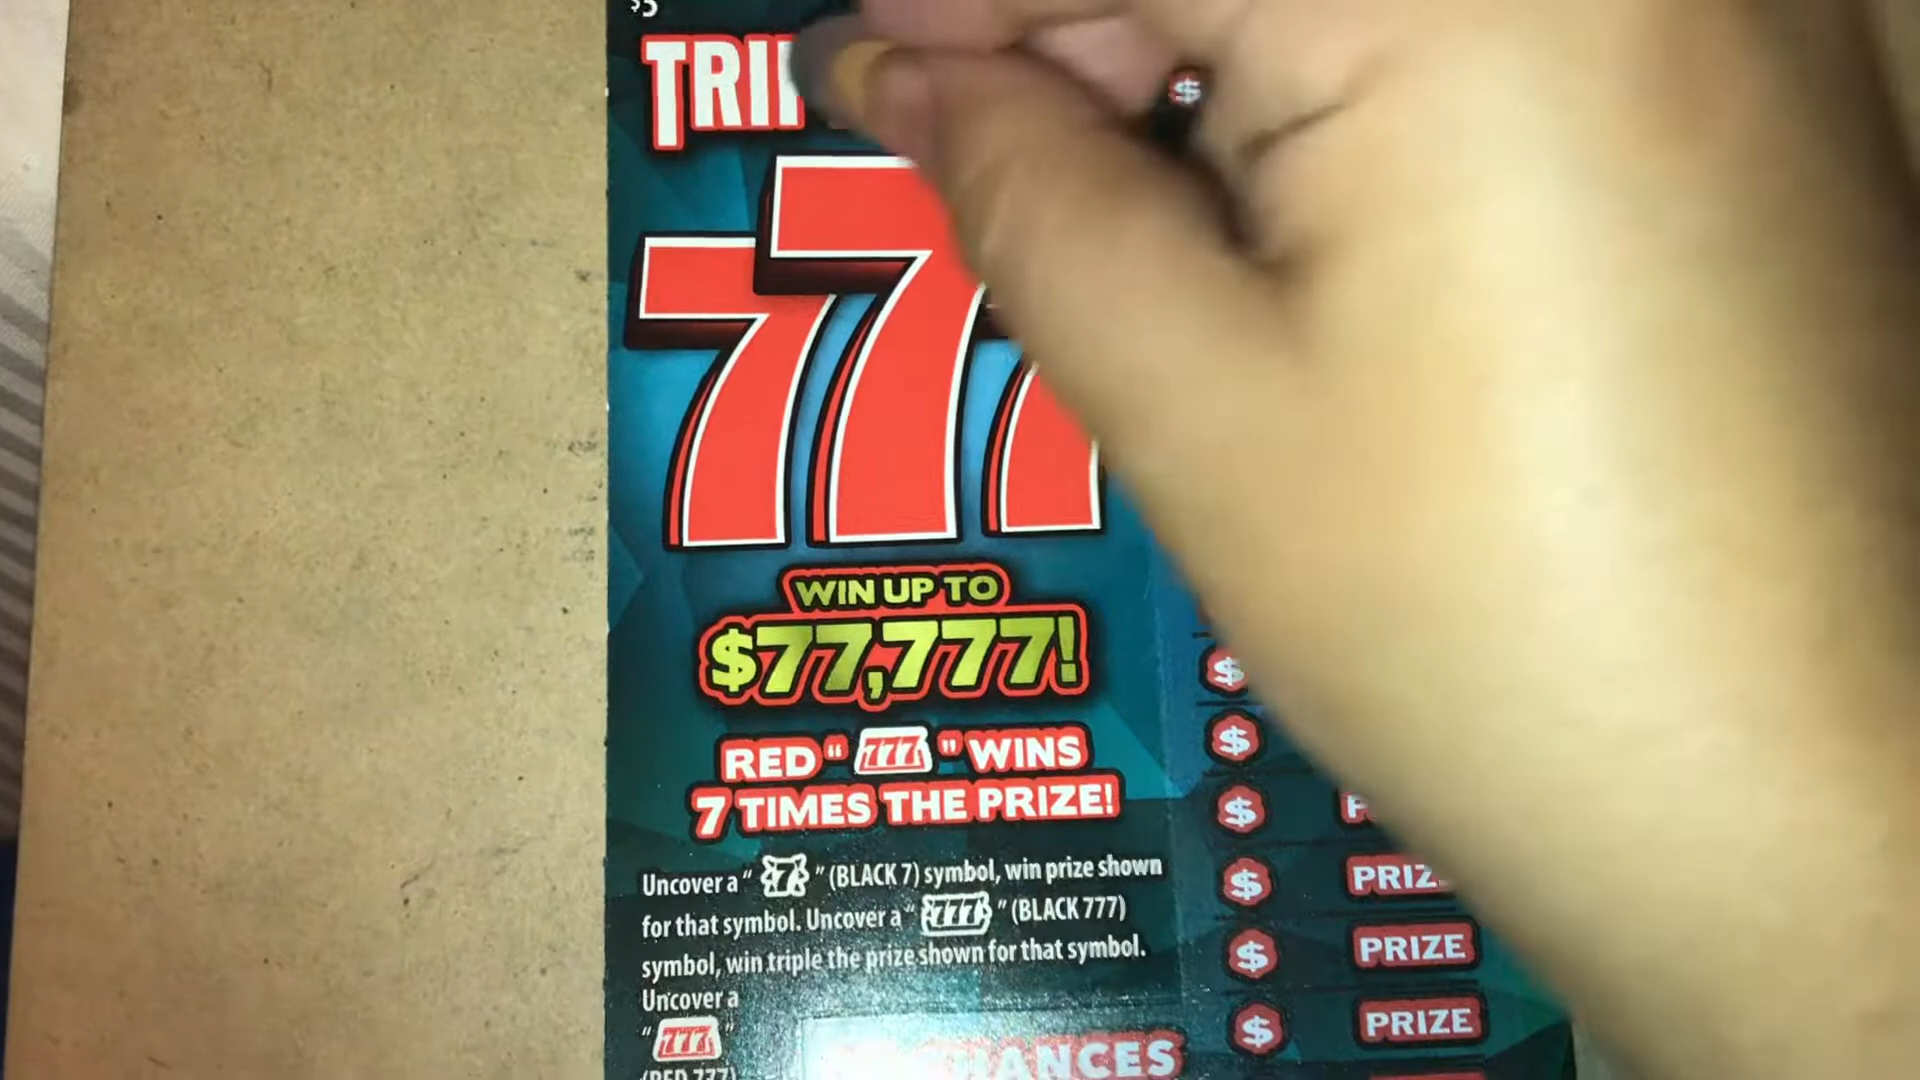 $5
777
WIN UP TO
$77,777!
RED "777" WINS
7 TIMES THE PRIZE!
Uncover a "7" (BLACK 7) symbol, win prize shown
for that symbol. Uncover a "777" (BLACK 777)
symbol, win triple the prize shown for that symbol.
Uncover a
"777"
(RED 777)
$
$
$
$
$ PRIZE
$ PRIZE
$